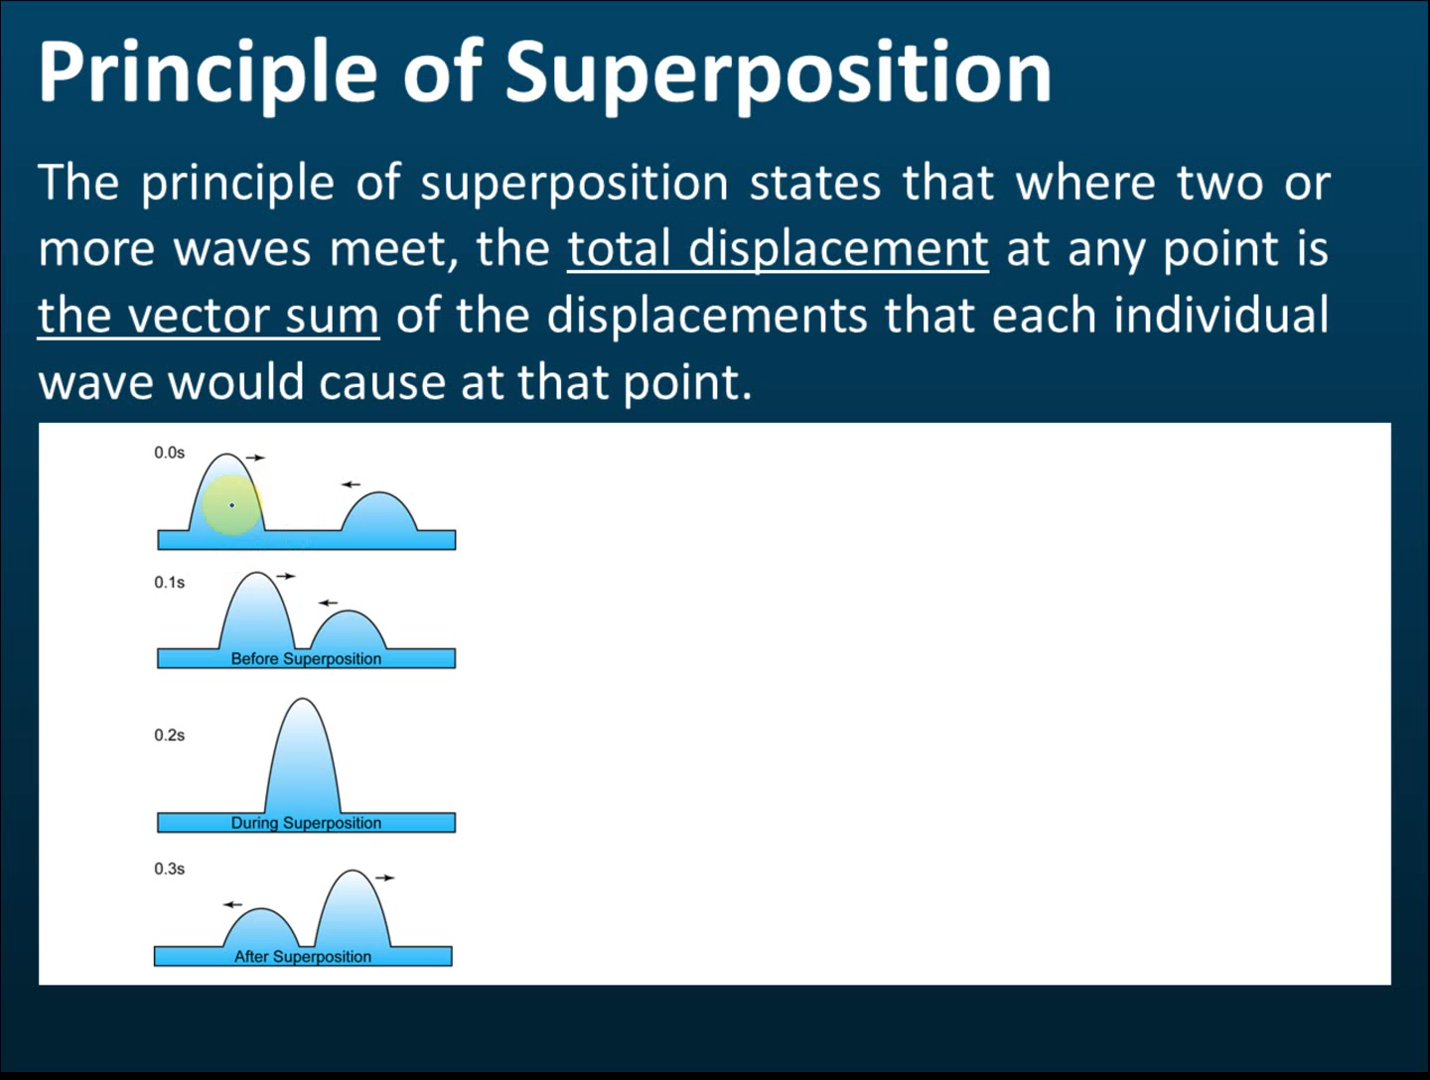 Principle of Superposition
The principle of superposition states that where two or
more waves meet, the total displacement at any point is
the vector sum of the displacements that each individual
wave would cause at that point.
0.0s
0.1s
Before Superposition
0.2s
During Superposition
0.3s
After Superposition